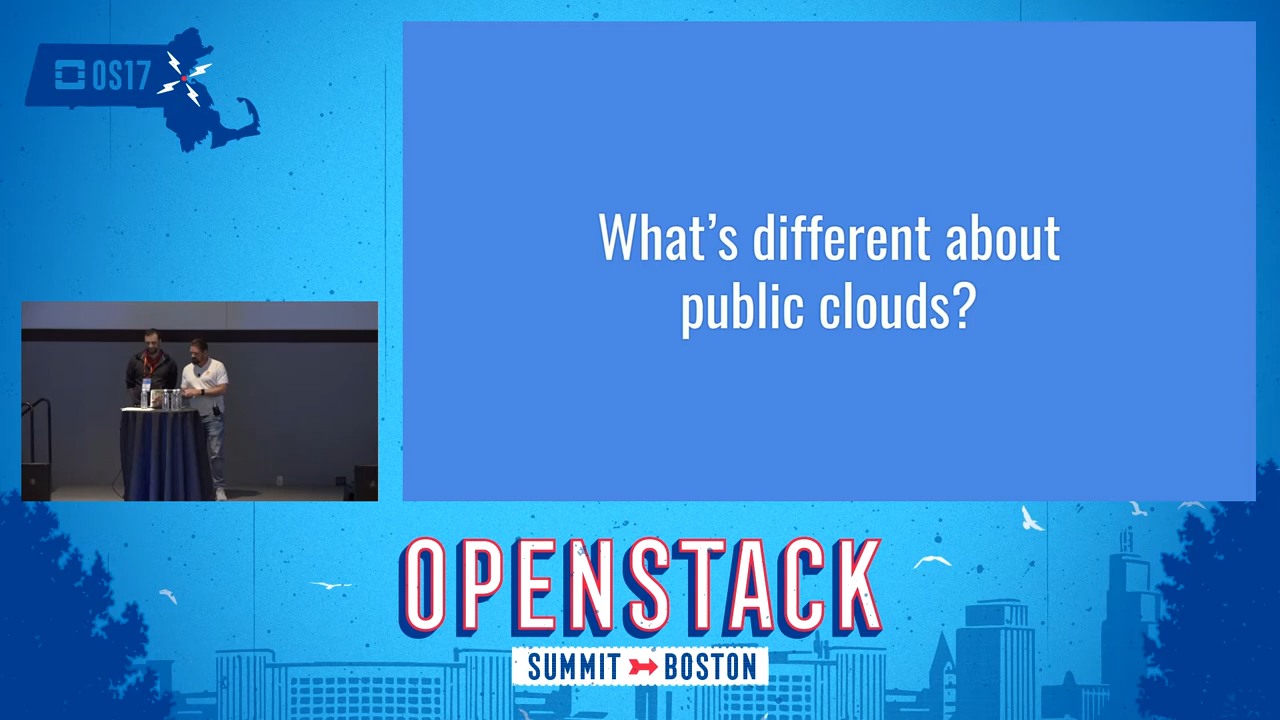 OS17
What's different about
public clouds?
OPENSTACK
SUMMIT BOSTON